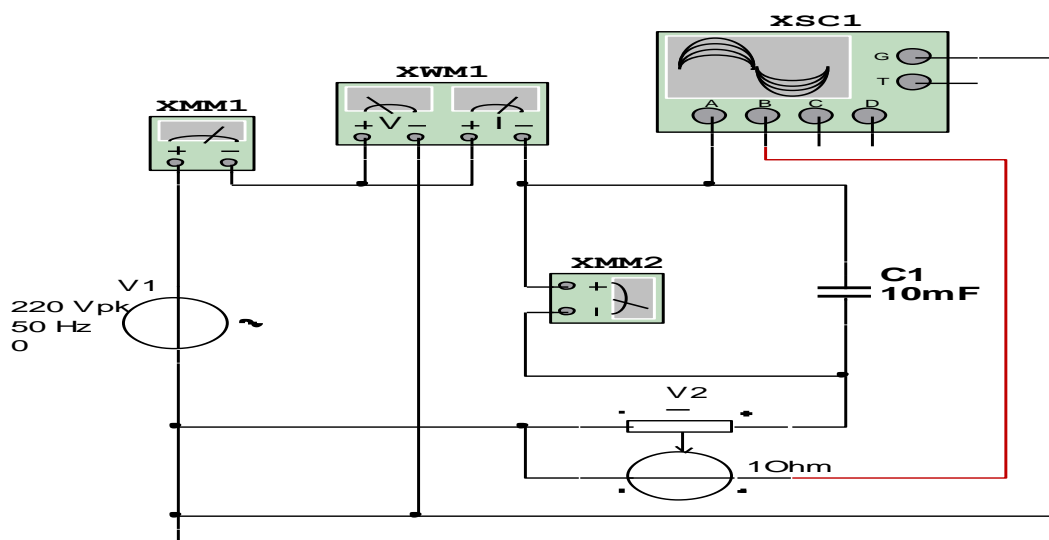 XSC1
G
T
A B C D
XWM1
+ V − + I −
XMM1
+ −
XMM2
+
I
C1
10mF
V1
220 Vpk
50 Hz
0
~
V2
1Ohm